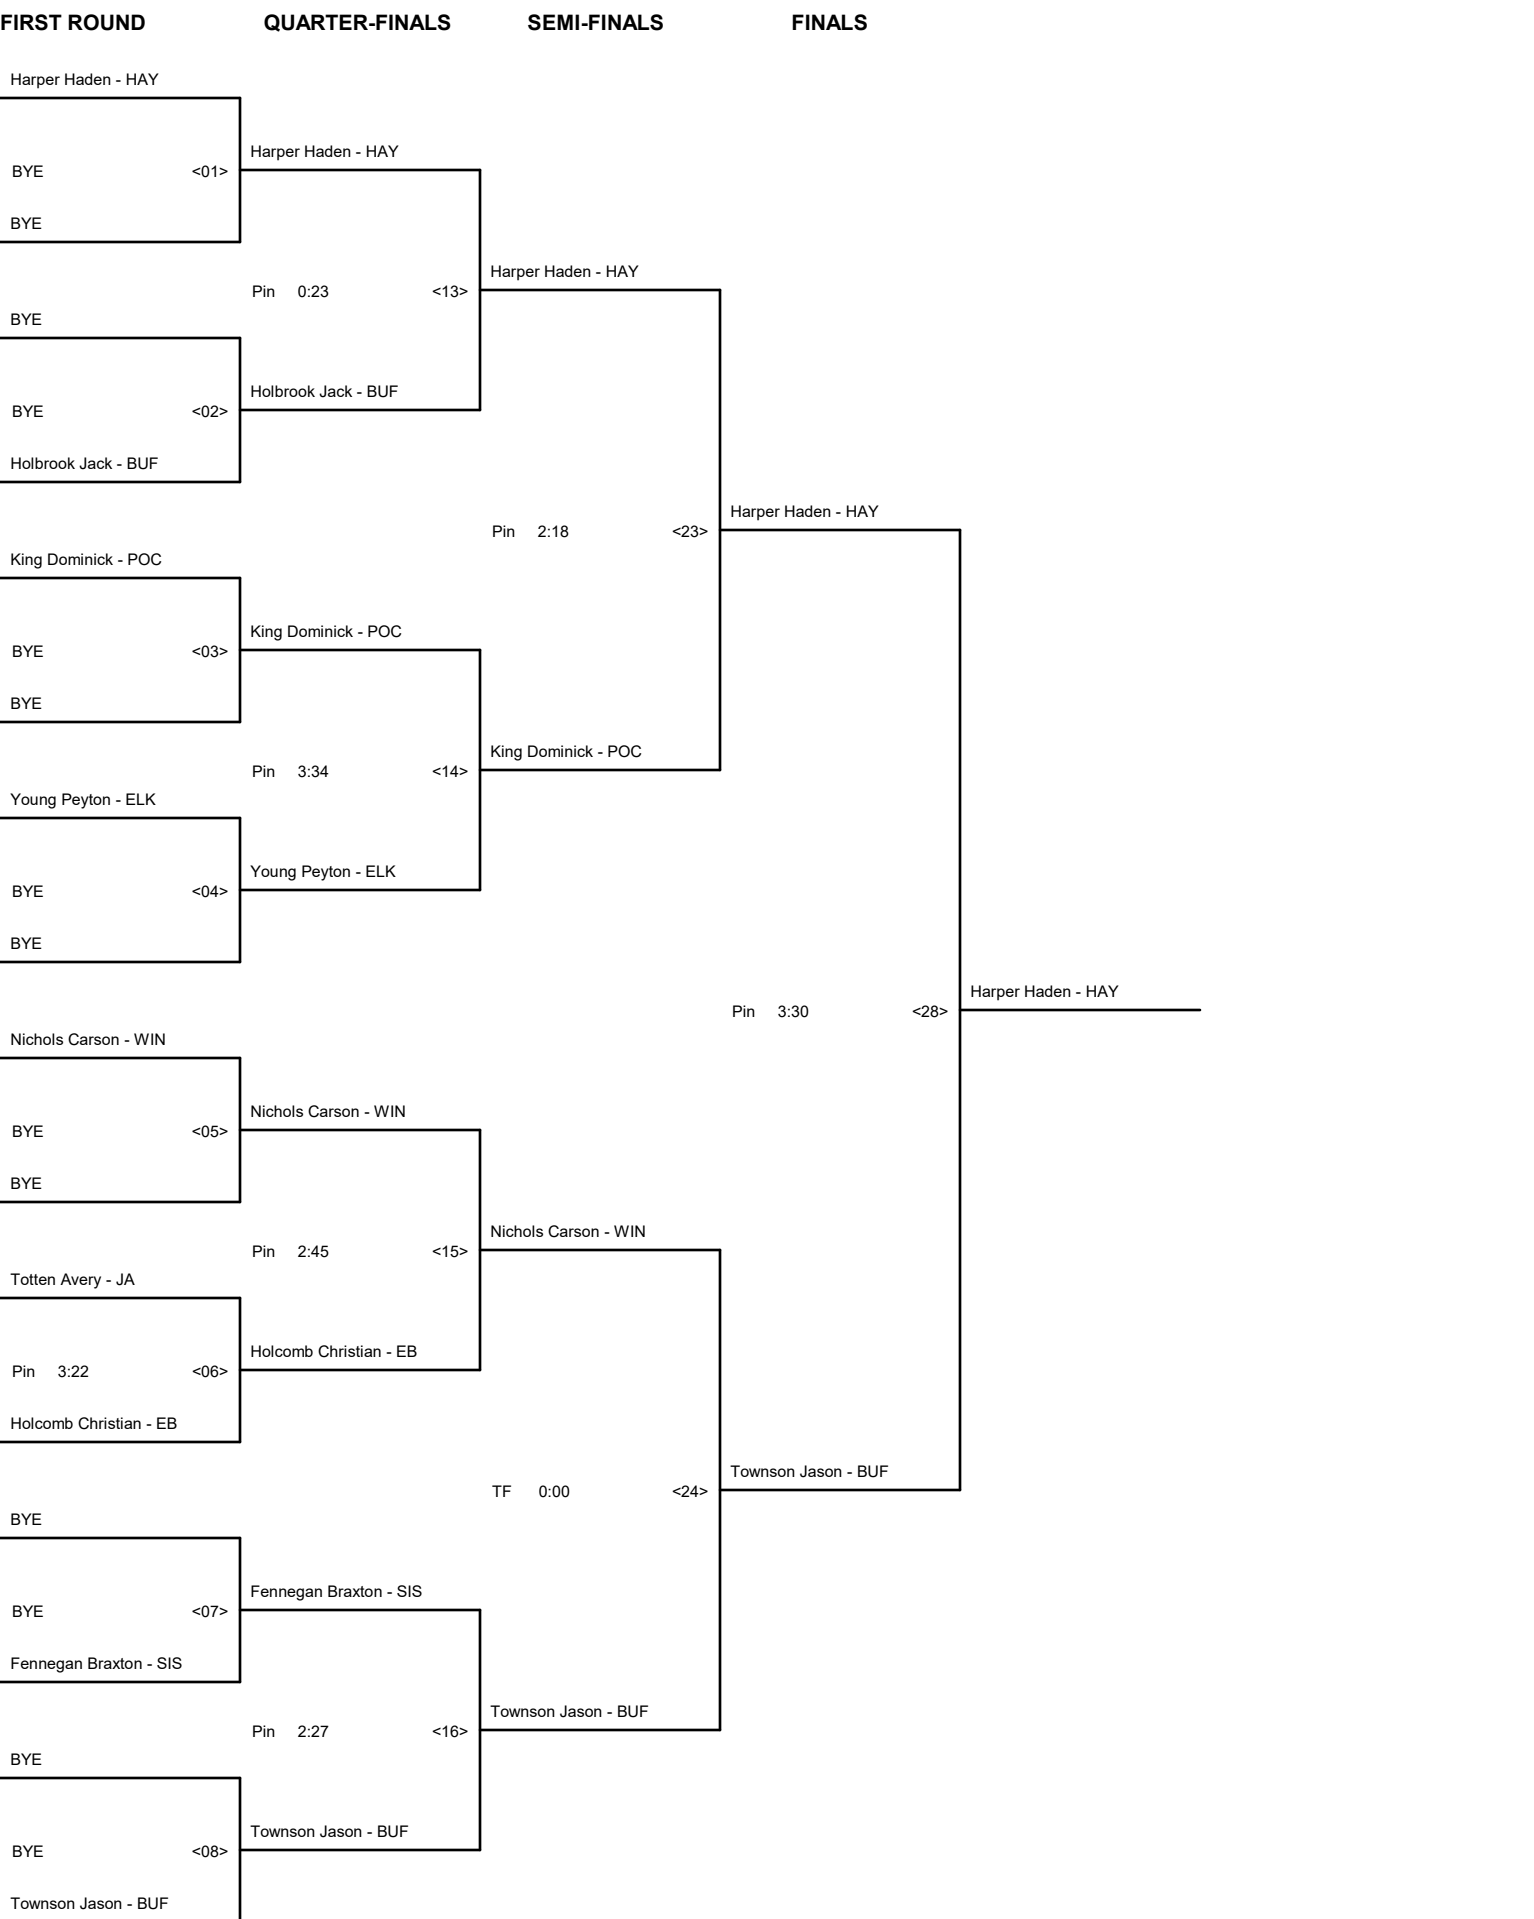 FIRST ROUND QUARTER-FINALS SEMI-FINALS FINALS
Harper Haden - HAY
Harper Haden - HAY
BYE <01>
BYE
Harper Haden - HAY
Pin 0:23 <13>
BYE
Holbrook Jack - BUF
BYE <02>
Holbrook Jack - BUF
Harper Haden - HAY
Pin 2:18 <23>
King Dominick - POC
King Dominick - POC
BYE <03>
BYE
King Dominick - POC
Pin 3:34 <14>
Young Peyton - ELK
Young Peyton - ELK
BYE <04>
BYE
Harper Haden - HAY
Pin 3:30 <28>
Nichols Carson - WIN
Nichols Carson - WIN
BYE <05>
BYE
Nichols Carson - WIN
Pin 2:45 <15>
Totten Avery - JA
Holcomb Christian - EB
Pin 3:22 <06>
Holcomb Christian - EB
Townson Jason - BUF
TF 0:00 <24>
BYE
Fennegan Braxton - SIS
BYE <07>
Fennegan Braxton - SIS
Townson Jason - BUF
Pin 2:27 <16>
BYE
Townson Jason - BUF
BYE <08>
Townson Jason - BUF